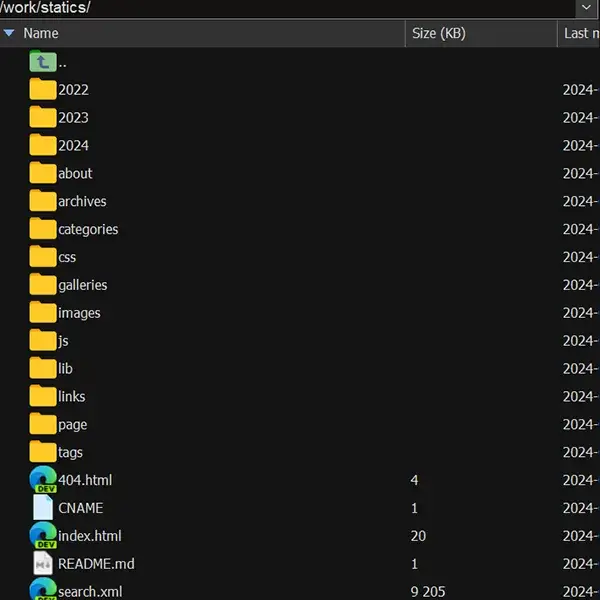 /work/statics/
Name Size (KB) Last m
..
2022 2024-
2023 2024-
2024 2024-
about 2024-
archives 2024-
categories 2024-
css 2024-
galleries 2024-
images 2024-
js 2024-
lib 2024-
links 2024-
page 2024-
tags 2024-
DEV 404.html 4 2024-
CNAME 1 2024-
DEV index.html 20 2024-
README.md 1 2024-
DEV search.xml 9 205 2024-